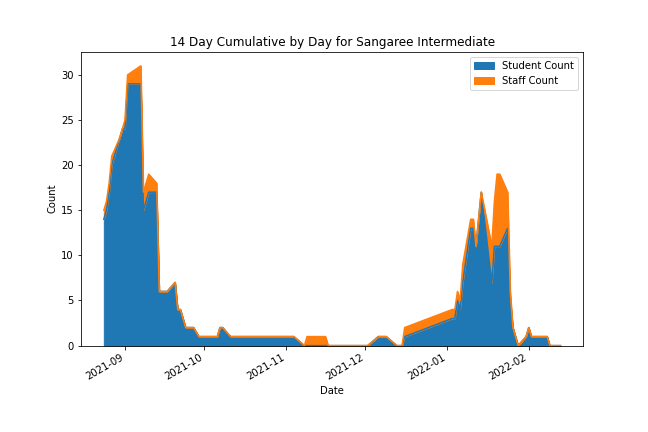 14 Day Cumulative by Day for Sangaree Intermediate
Student Count
Staff Count
30
25
20
15
10
5
0
Count
2021-09
2021-10
2021-11
2021-12
2022-01
2022-02
Date